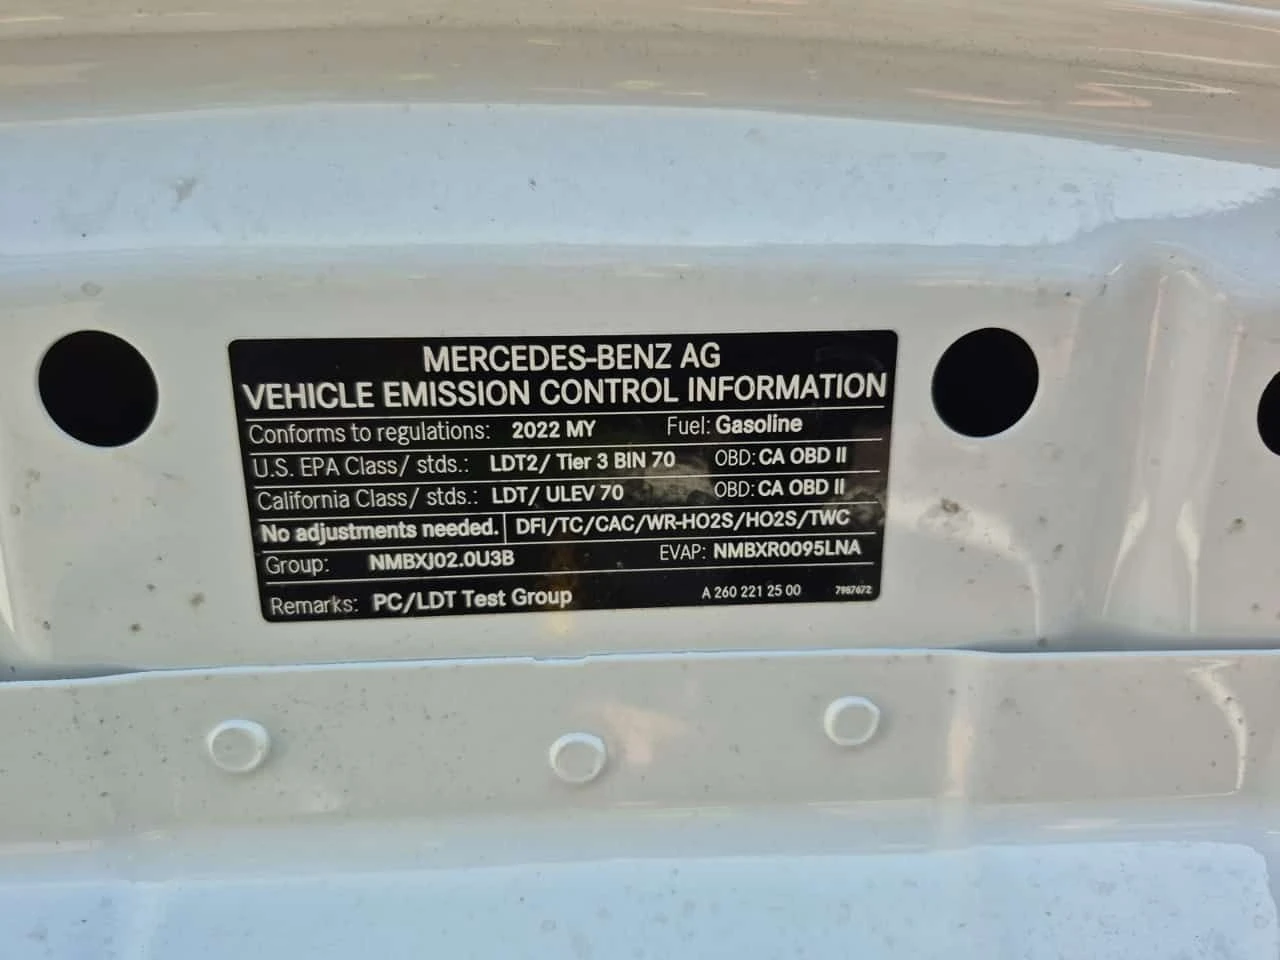 MERCEDES-BENZ AG
VEHICLE EMISSION CONTROL INFORMATION
Conforms to regulations: 2022 MY Fuel: Gasoline
U.S. EPA Class/ stds.: LDT2/ Tier 3 BIN 70 OBD: CA OBD II
California Class/ stds.: LDT/ ULEV 70 OBD: CA OBD II
No adjustments needed. DFI/TC/CAC/WR-HO2S/HO2S/TWC
Group: NMBXJ02.0U3B EVAP: NMBXR0095LNA
Remarks: PC/LDT Test Group A 260 221 25 00 7987672